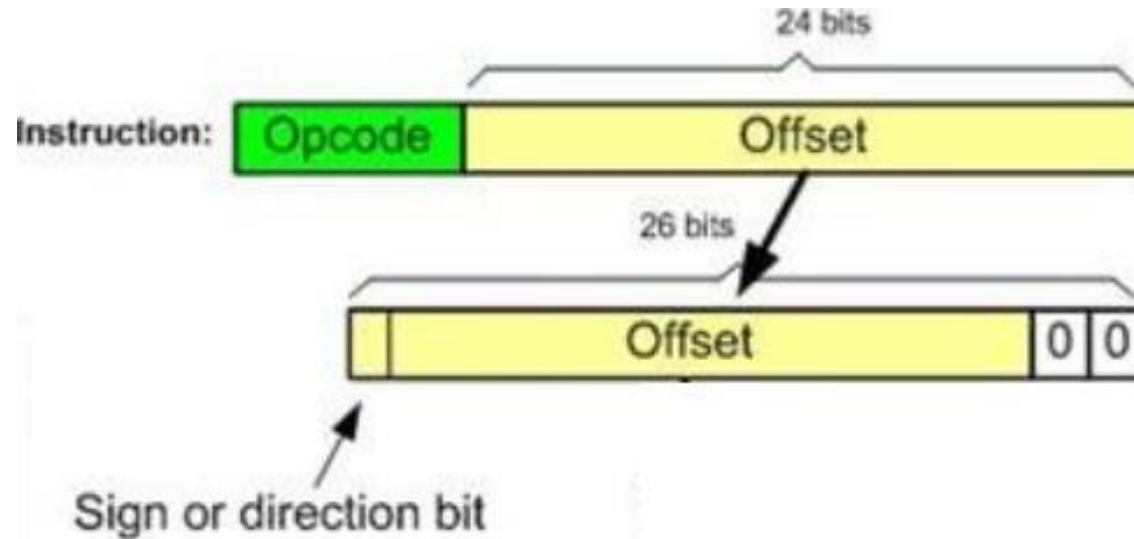 24 bits
Instruction: Opcode Offset
26 bits
Offset 0 0
Sign or direction bit